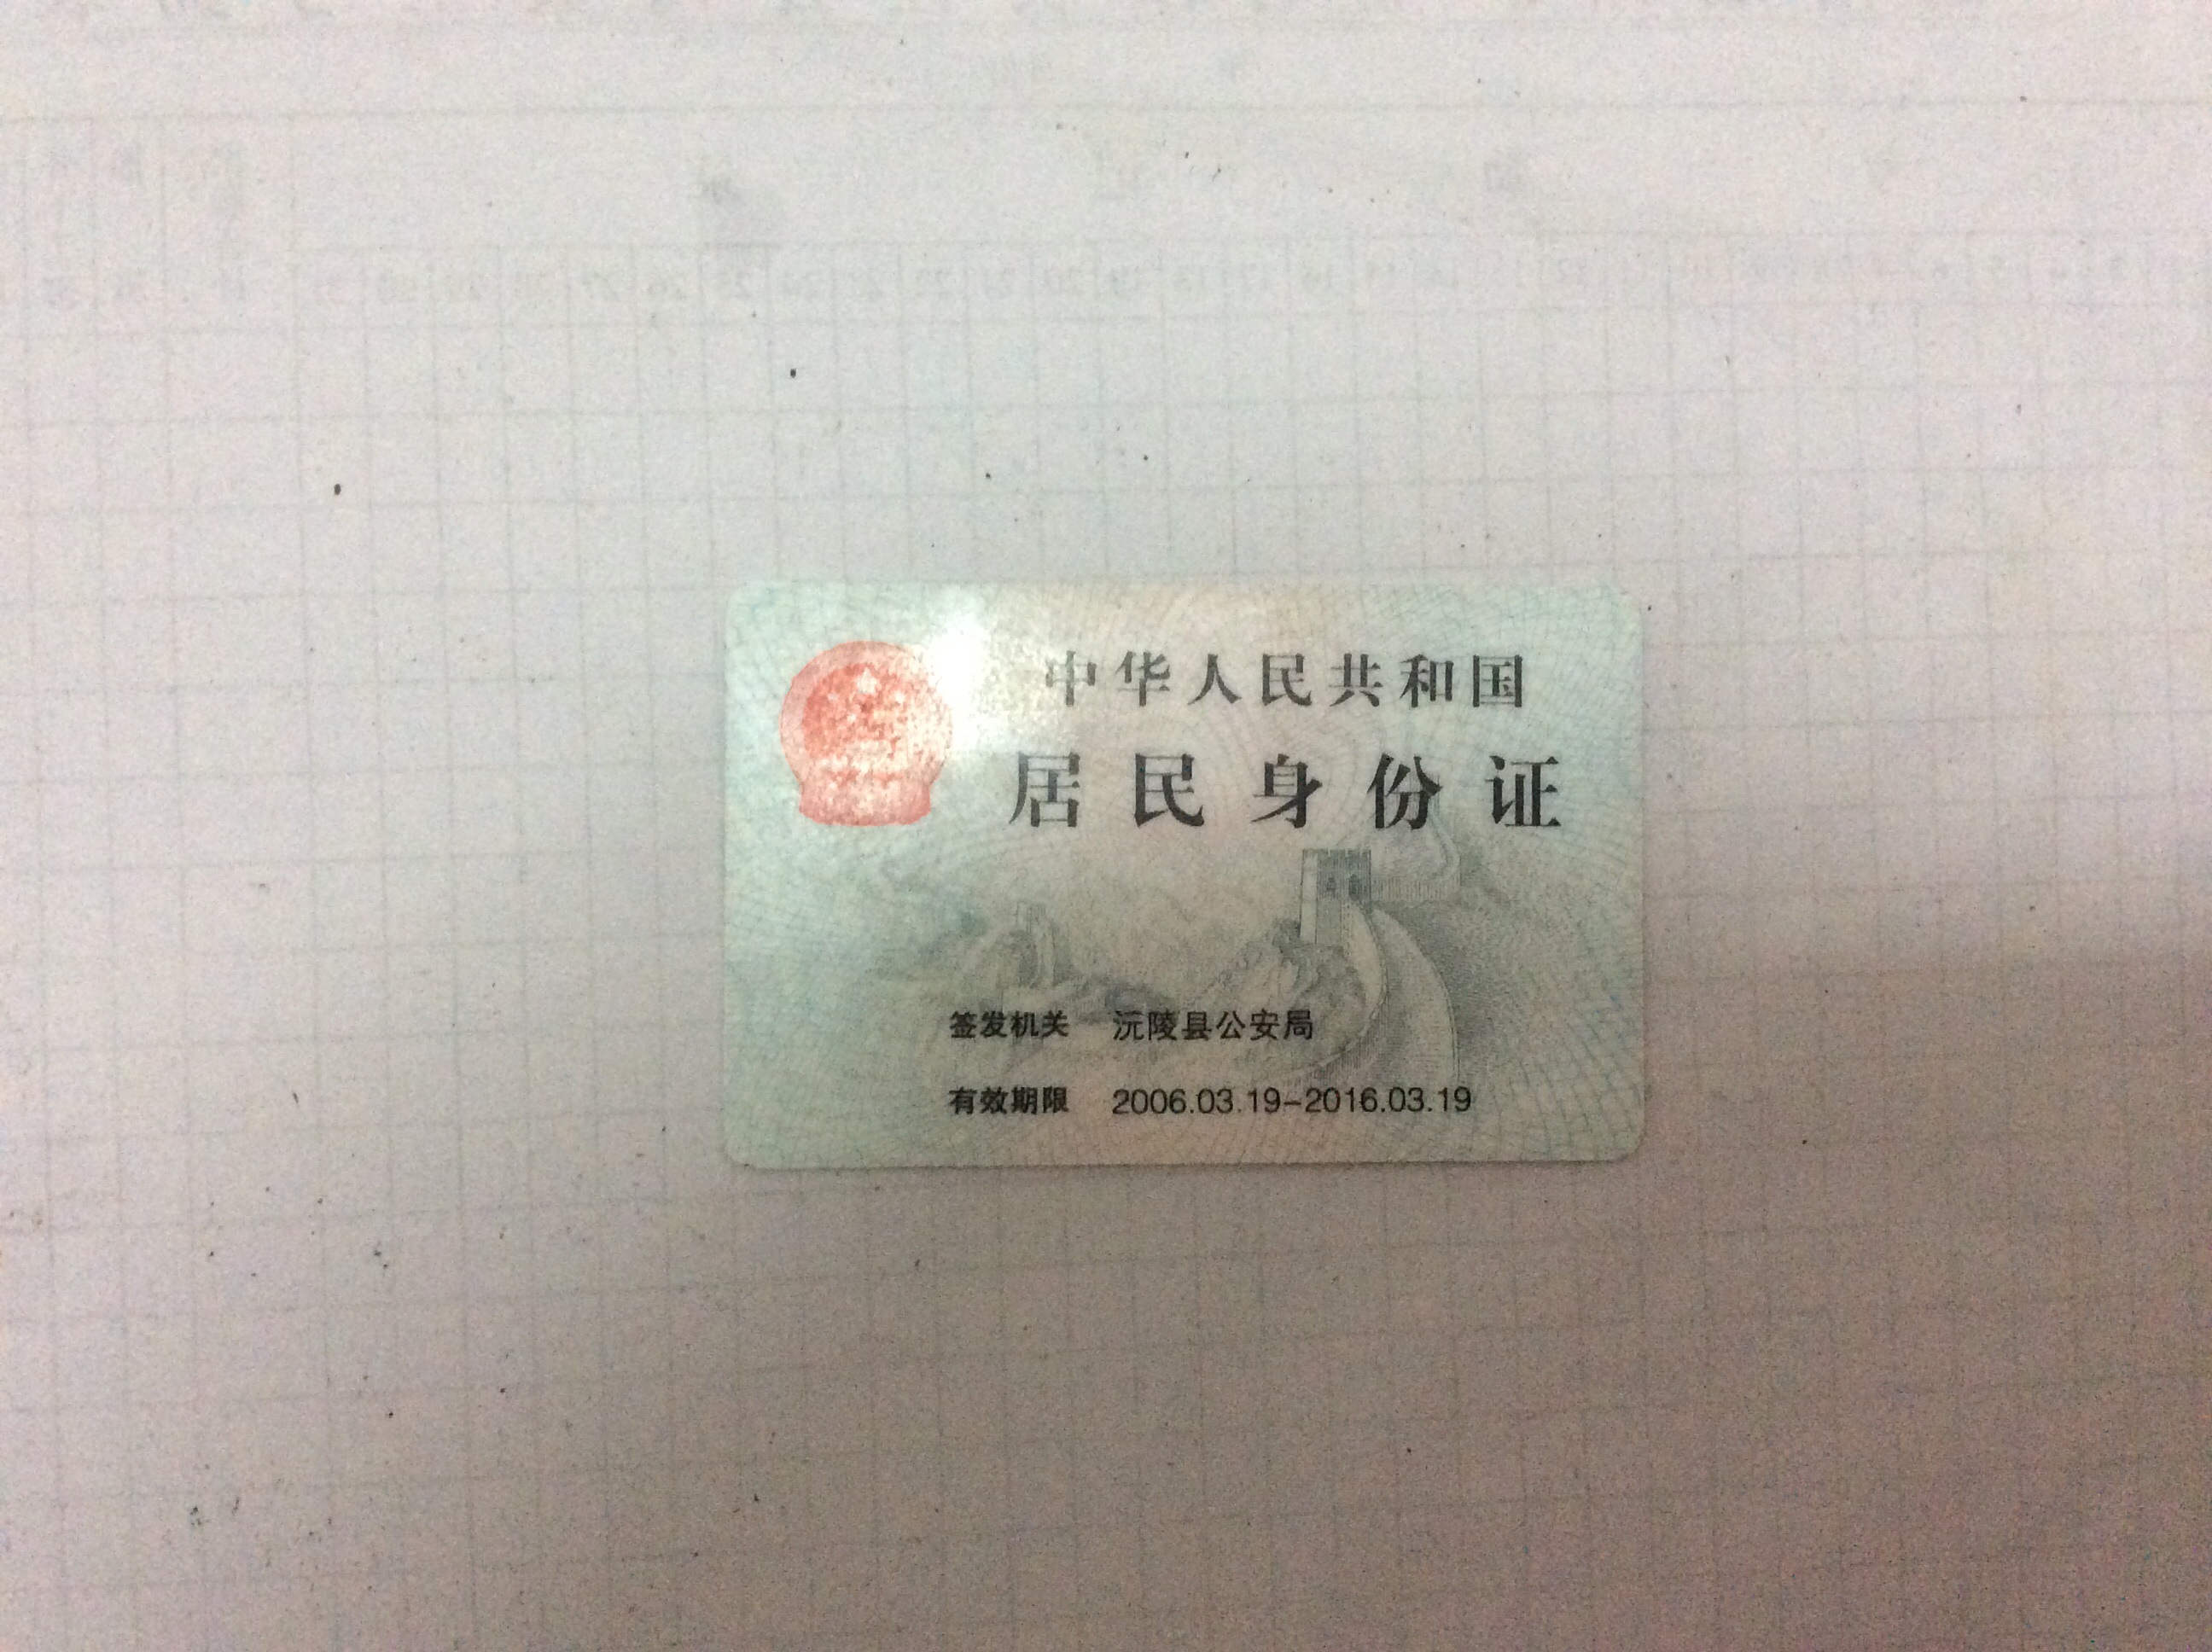 中华人民共和国
居民身份证
签发机关 沅陵县公安局
有效期限 2006.03.19-2016.03.19